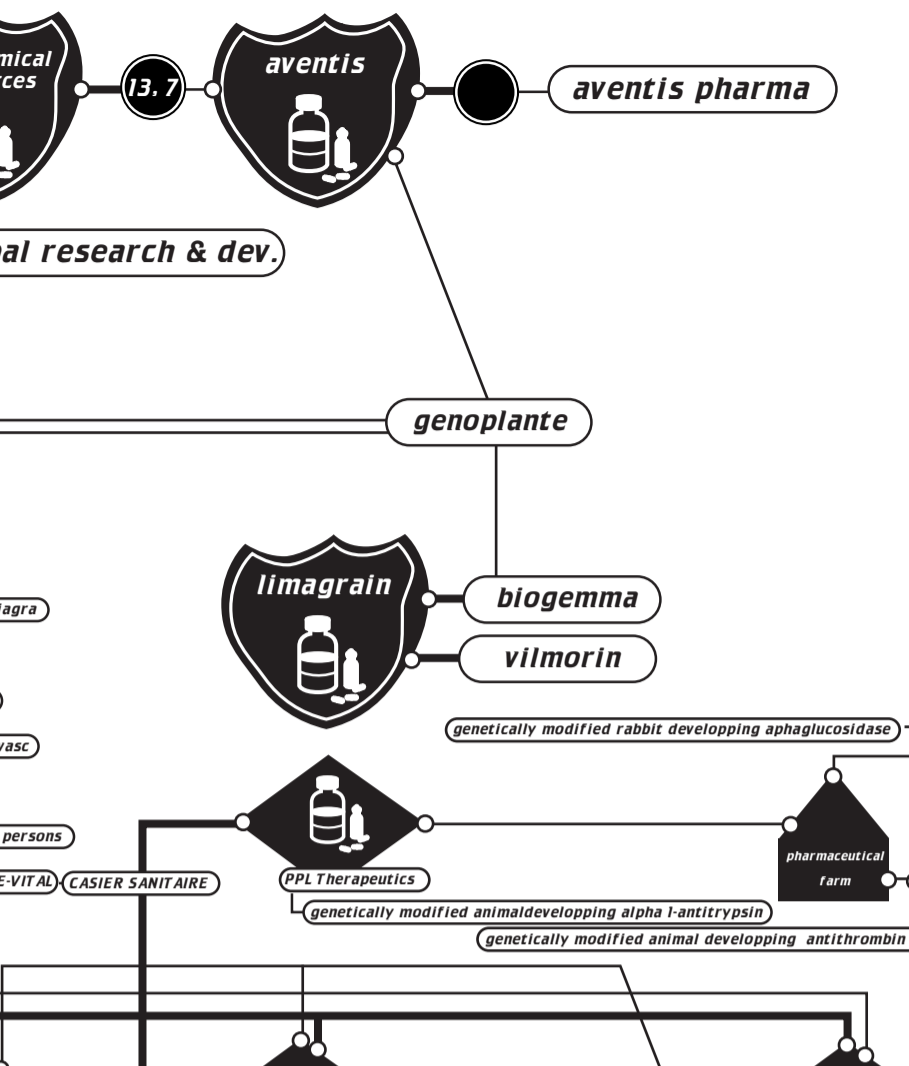 aventis
13, 7
aventis pharma
research & dev.
genoplante
limagrain
biogemma
vilmorin
genetically modified rabbit developping aphaglucosidase
persons
pharmaceutical
farm
E-VITAL
CASIER SANITAIRE
PPL Therapeutics
genetically modified animaldevelopping alpha 1-antitrypsin
genetically modified animal developping antithrombin